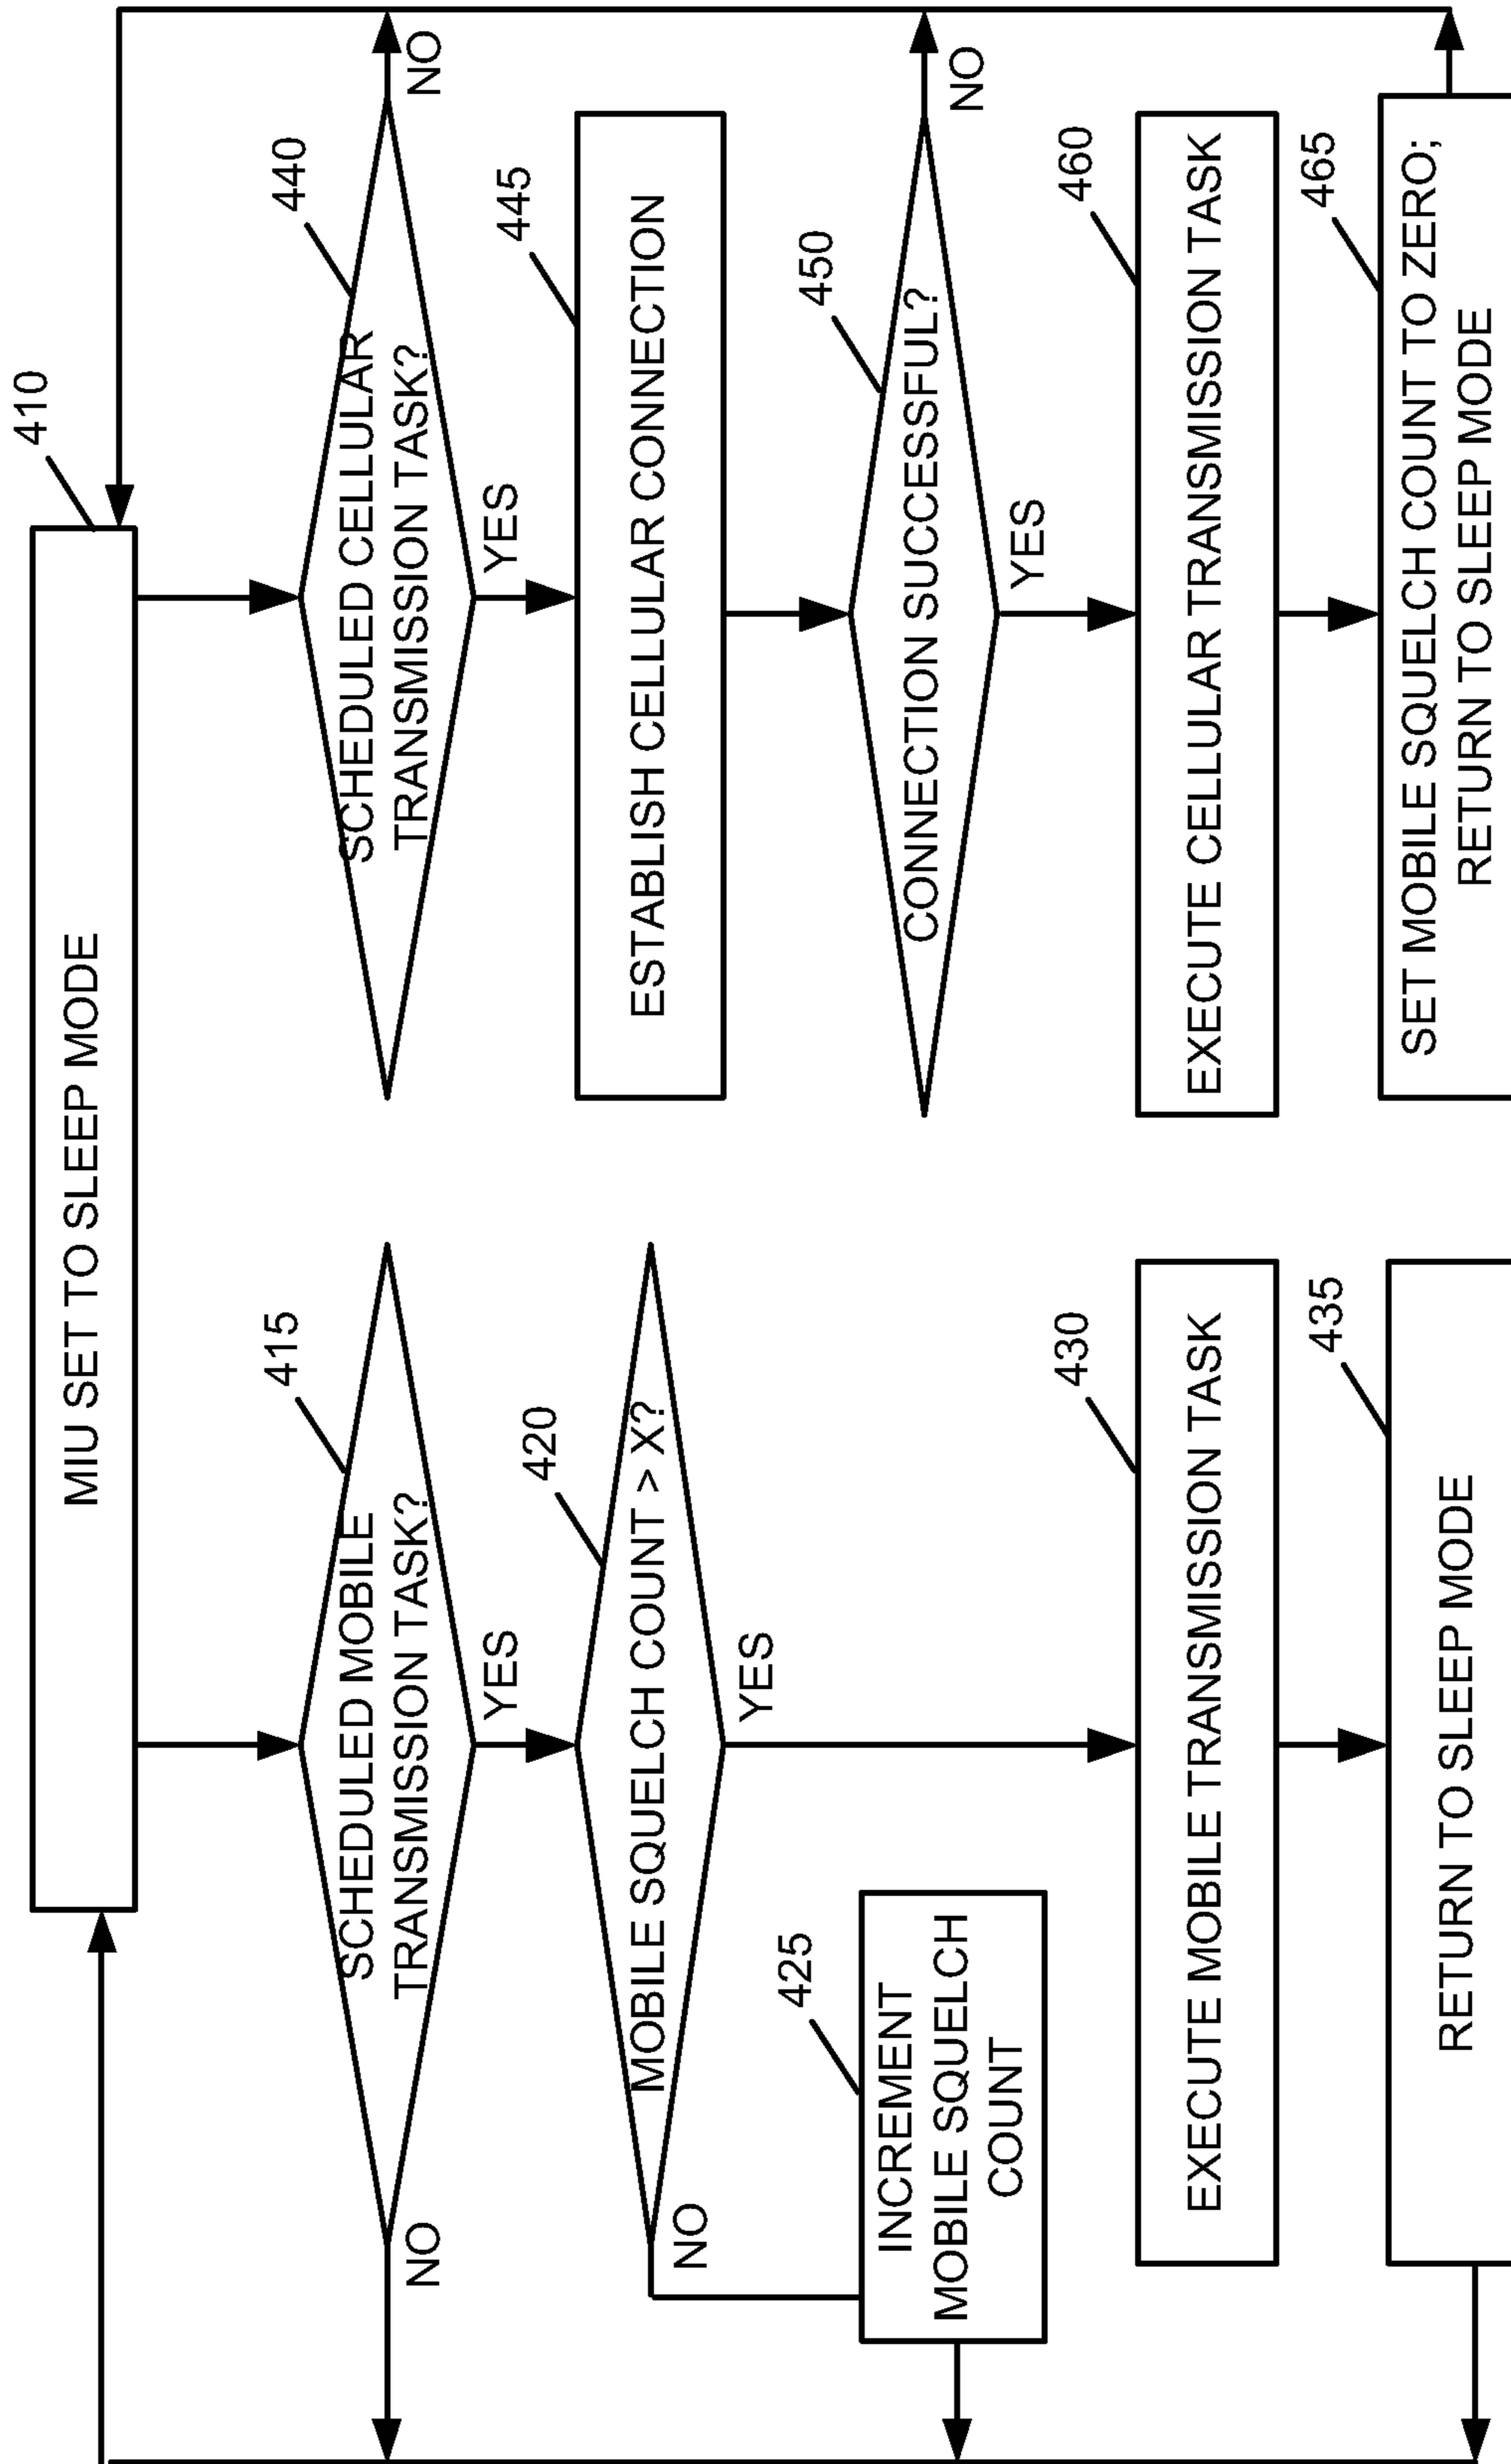 410
MIU SET TO SLEEP MODE
415
SCHEDULED MOBILE
TRANSMISSION TASK?
NO
YES
420
MOBILE SQUELCH COUNT > X?
NO
YES
425
INCREMENT
MOBILE SQUELCH
COUNT
430
EXECUTE MOBILE TRANSMISSION TASK
435
RETURN TO SLEEP MODE
440
SCHEDULED CELLULAR
TRANSMISSION TASK?
NO
YES
445
ESTABLISH CELLULAR CONNECTION
450
CONNECTION SUCCESSFUL?
NO
YES
460
EXECUTE CELLULAR TRANSMISSION TASK
465
SET MOBILE SQUELCH COUNT TO ZERO;
RETURN TO SLEEP MODE